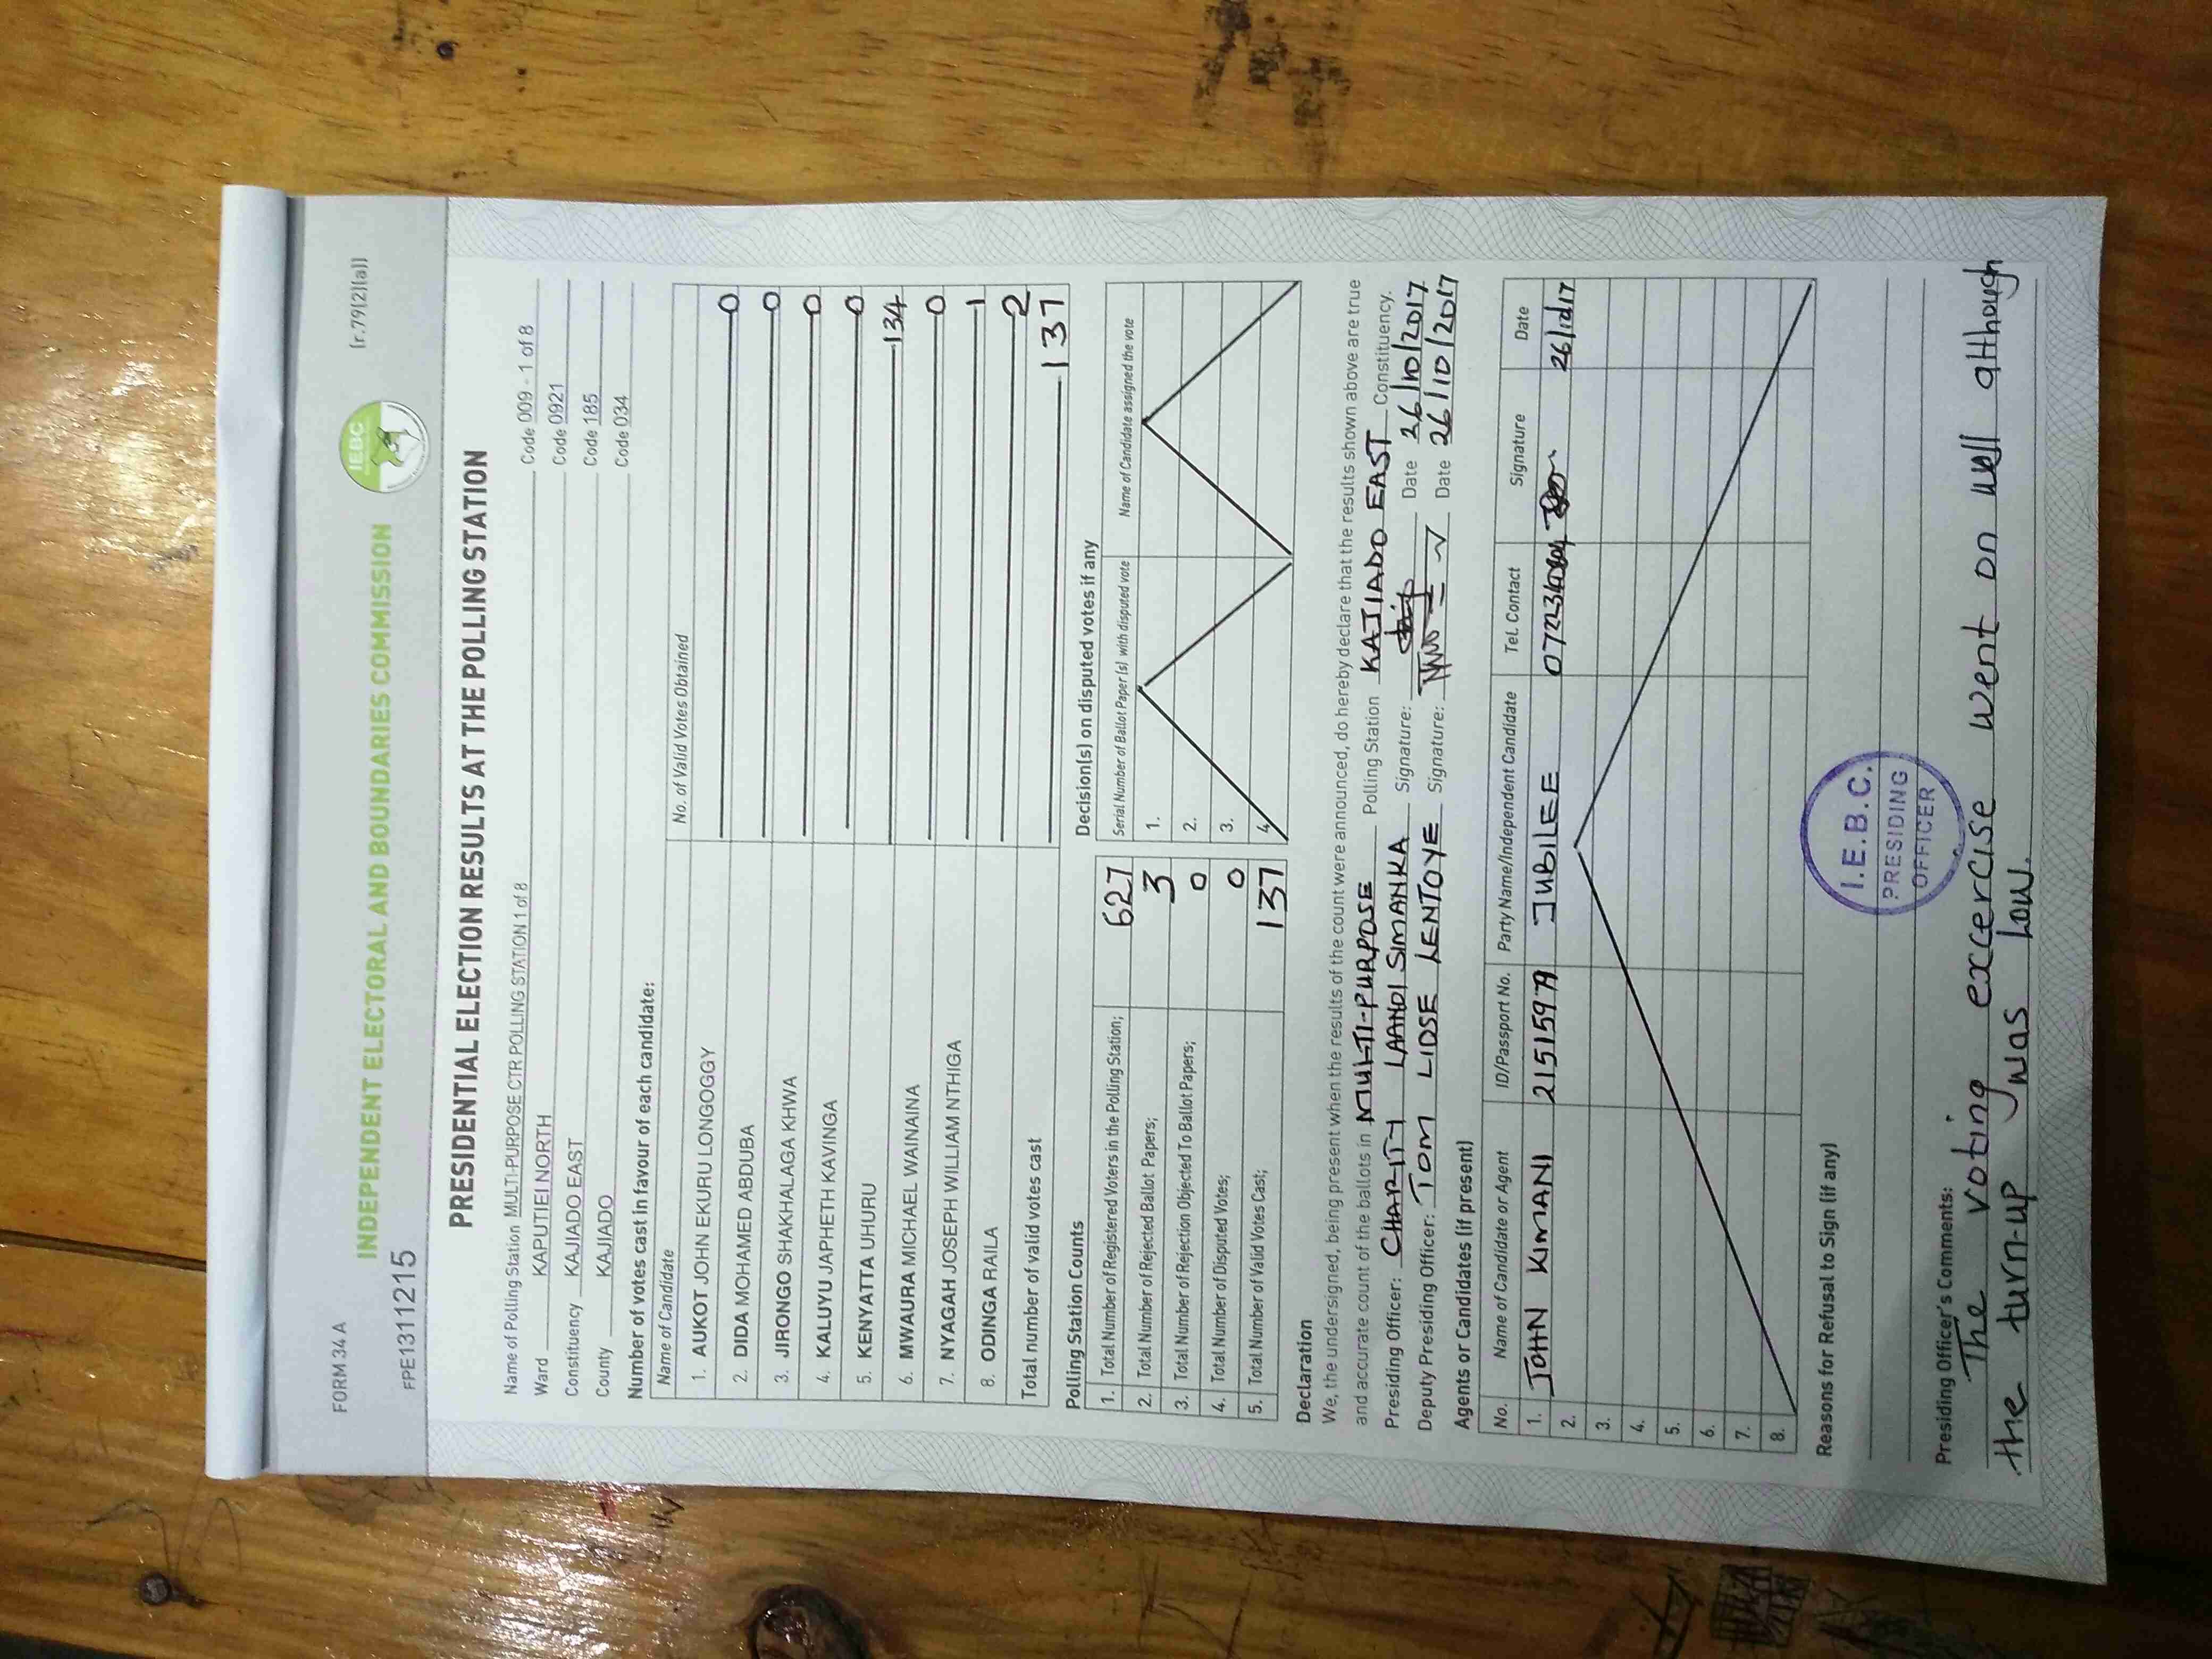 FORM 34 A
(r.79(2)(a))
INDEPENDENT ELECTORAL AND BOUNDARIES COMMISSION
IEBC
FPE1311215
PRESIDENTIAL ELECTION RESULTS AT THE POLLING STATION
Name of Polling Station MULTI-PURPOSE CTR POLLING STATION 1 of 8 Code 009 - 1 of 8
Ward KAPUTIEI NORTH Code 0921
Constituency KAJIADO EAST Code 185
County KAJIADO Code 034
Number of votes cast in favour of each candidate:
Name of Candidate No. of Valid Votes Obtained
1. AUKOT JOHN EKURU LONGOGGY 0
2. DIDA MOHAMED ABDUBA 0
3. JIRONGO SHAKHALAGA KHWA 0
4. KALUYU JAPHETH KAVINGA 0
5. KENYATTA UHURU 134
6. MWAURA MICHAEL WAINAINA 0
7. NYAGAH JOSEPH WILLIAM NTHIGA 1
8. ODINGA RAILA 2
Total number of valid votes cast 137
Polling Station Counts
1. Total Number of Registered Voters in the Polling Station; 627
2. Total Number of Rejected Ballot Papers; 3
3. Total Number of Rejection Objected To Ballot Papers; 0
4. Total Number of Disputed Votes; 0
5. Total Number of Valid Votes Cast; 137
Decision(s) on disputed votes if any
Serial Number of Ballot Paper(s) with disputed vote Name of Candidate assigned the vote
1.
2.
3.
4.
Declaration
We, the undersigned, being present when the results of the count were announced, do hereby declare that the results shown above are true
and accurate count of the ballots in MULTI-PURPOSE Polling Station KAJIADO EAST Constituency.
Presiding Officer: CHARITY LAANOI SIMANKA Signature: Date 26/10/2017
Deputy Presiding Officer: TOM LIDSE LENTOYE Signature: Date 26/10/2017
Agents or Candidates (if present)
No. Name of Candidate or Agent ID/Passport No. Party Name/Independent Candidate Tel. Contact Signature Date
1. JOHN KIMANI 21515979 JUBILEE 26/10/17
2.
3.
4.
5.
6.
7.
8.
Reasons for Refusal to Sign (if any)
I.E.B.C.
PRESIDING
OFFICER
Presiding Officer's Comments:
The voting excercise went on well although
the turn-up was low.